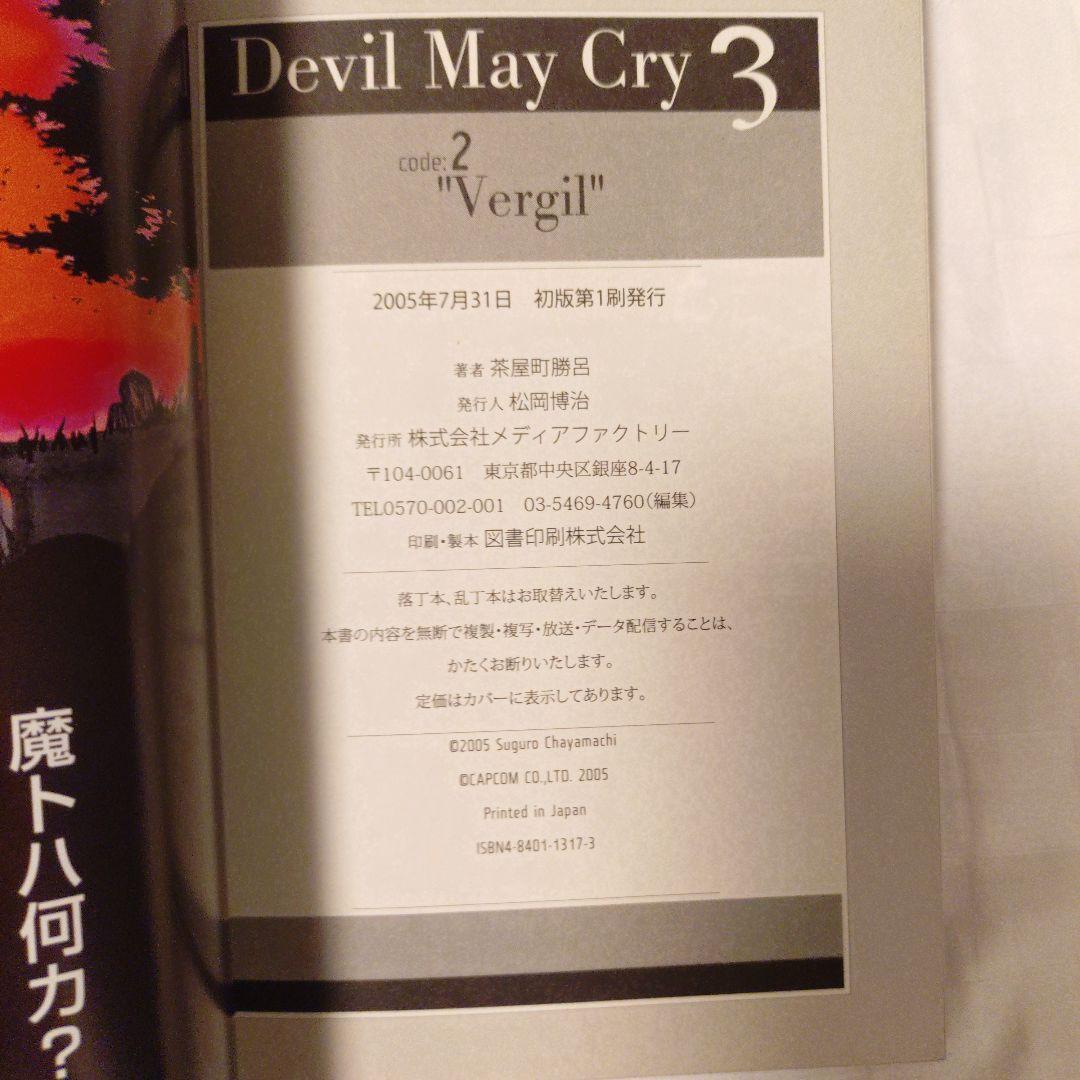 Devil May Cry 3
code: 2
"Vergil"
2005年7月31日　初版第1刷発行
著者 茶屋町勝呂
発行人 松岡博治
発行所 株式会社メディアファクトリー
〒104-0061　東京都中央区銀座8-4-17
TEL0570-002-001　03-5469-4760(編集)
印刷・製本 図書印刷株式会社
落丁本、乱丁本はお取替えいたします。
本書の内容を無断で複製・複写・放送・データ配信することは、
かたくお断りいたします。
定価はカバーに表示してあります。
©2005 Suguro Chayamachi
©CAPCOM CO.,LTD. 2005
Printed in Japan
ISBN4-8401-1317-3
魔トハ何カ?